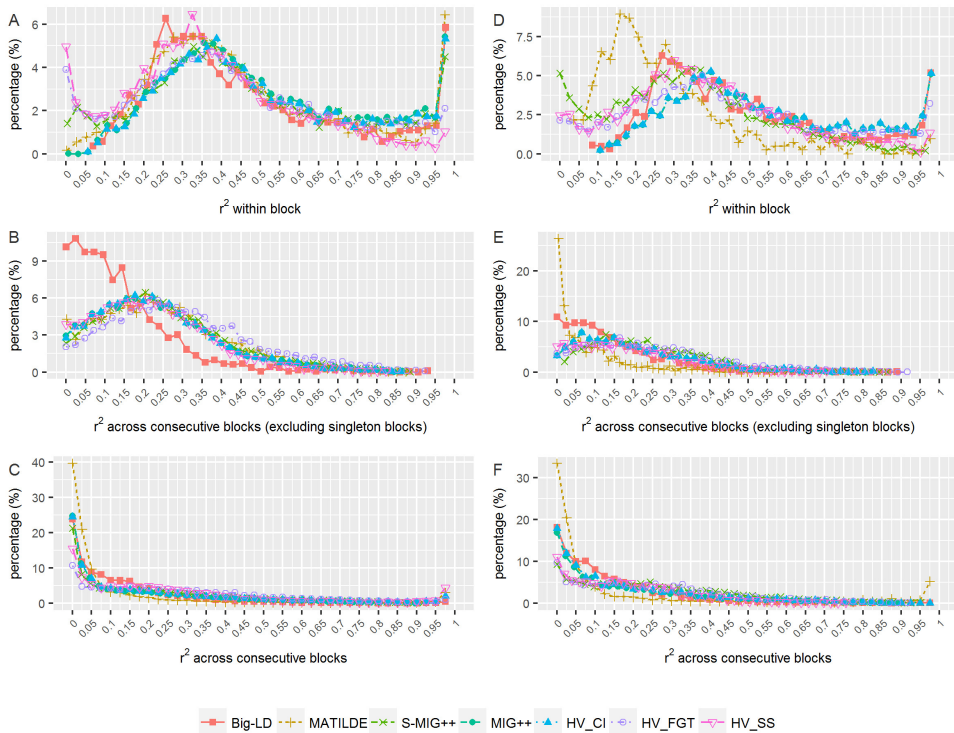 A
percentage (%)
6
4
2
0
0 0.05 0.1 0.15 0.2 0.25 0.3 0.35 0.4 0.45 0.5 0.55 0.6 0.65 0.7 0.75 0.8 0.85 0.9 0.95 1
r² within block
D
percentage (%)
7.5
5.0
2.5
0.0
0 0.05 0.1 0.15 0.2 0.25 0.3 0.35 0.4 0.45 0.5 0.55 0.6 0.65 0.7 0.75 0.8 0.85 0.9 0.95 1
r² within block
B
percentage (%)
9
6
3
0
0 0.05 0.1 0.15 0.2 0.25 0.3 0.35 0.4 0.45 0.5 0.55 0.6 0.65 0.7 0.75 0.8 0.85 0.9 0.95 1
r² across consecutive blocks (excluding singleton blocks)
E
percentage (%)
20
10
0
0 0.05 0.1 0.15 0.2 0.25 0.3 0.35 0.4 0.45 0.5 0.55 0.6 0.65 0.7 0.75 0.8 0.85 0.9 0.95 1
r² across consecutive blocks (excluding singleton blocks)
C
percentage (%)
40
30
20
10
0
0 0.05 0.1 0.15 0.2 0.25 0.3 0.35 0.4 0.45 0.5 0.55 0.6 0.65 0.7 0.75 0.8 0.85 0.9 0.95 1
r² across consecutive blocks
F
percentage (%)
30
20
10
0
0 0.05 0.1 0.15 0.2 0.25 0.3 0.35 0.4 0.45 0.5 0.55 0.6 0.65 0.7 0.75 0.8 0.85 0.9 0.95 1
r² across consecutive blocks
Big-LD MATILDE S-MIG++ MIG++ HV_CI HV_FGT HV_SS